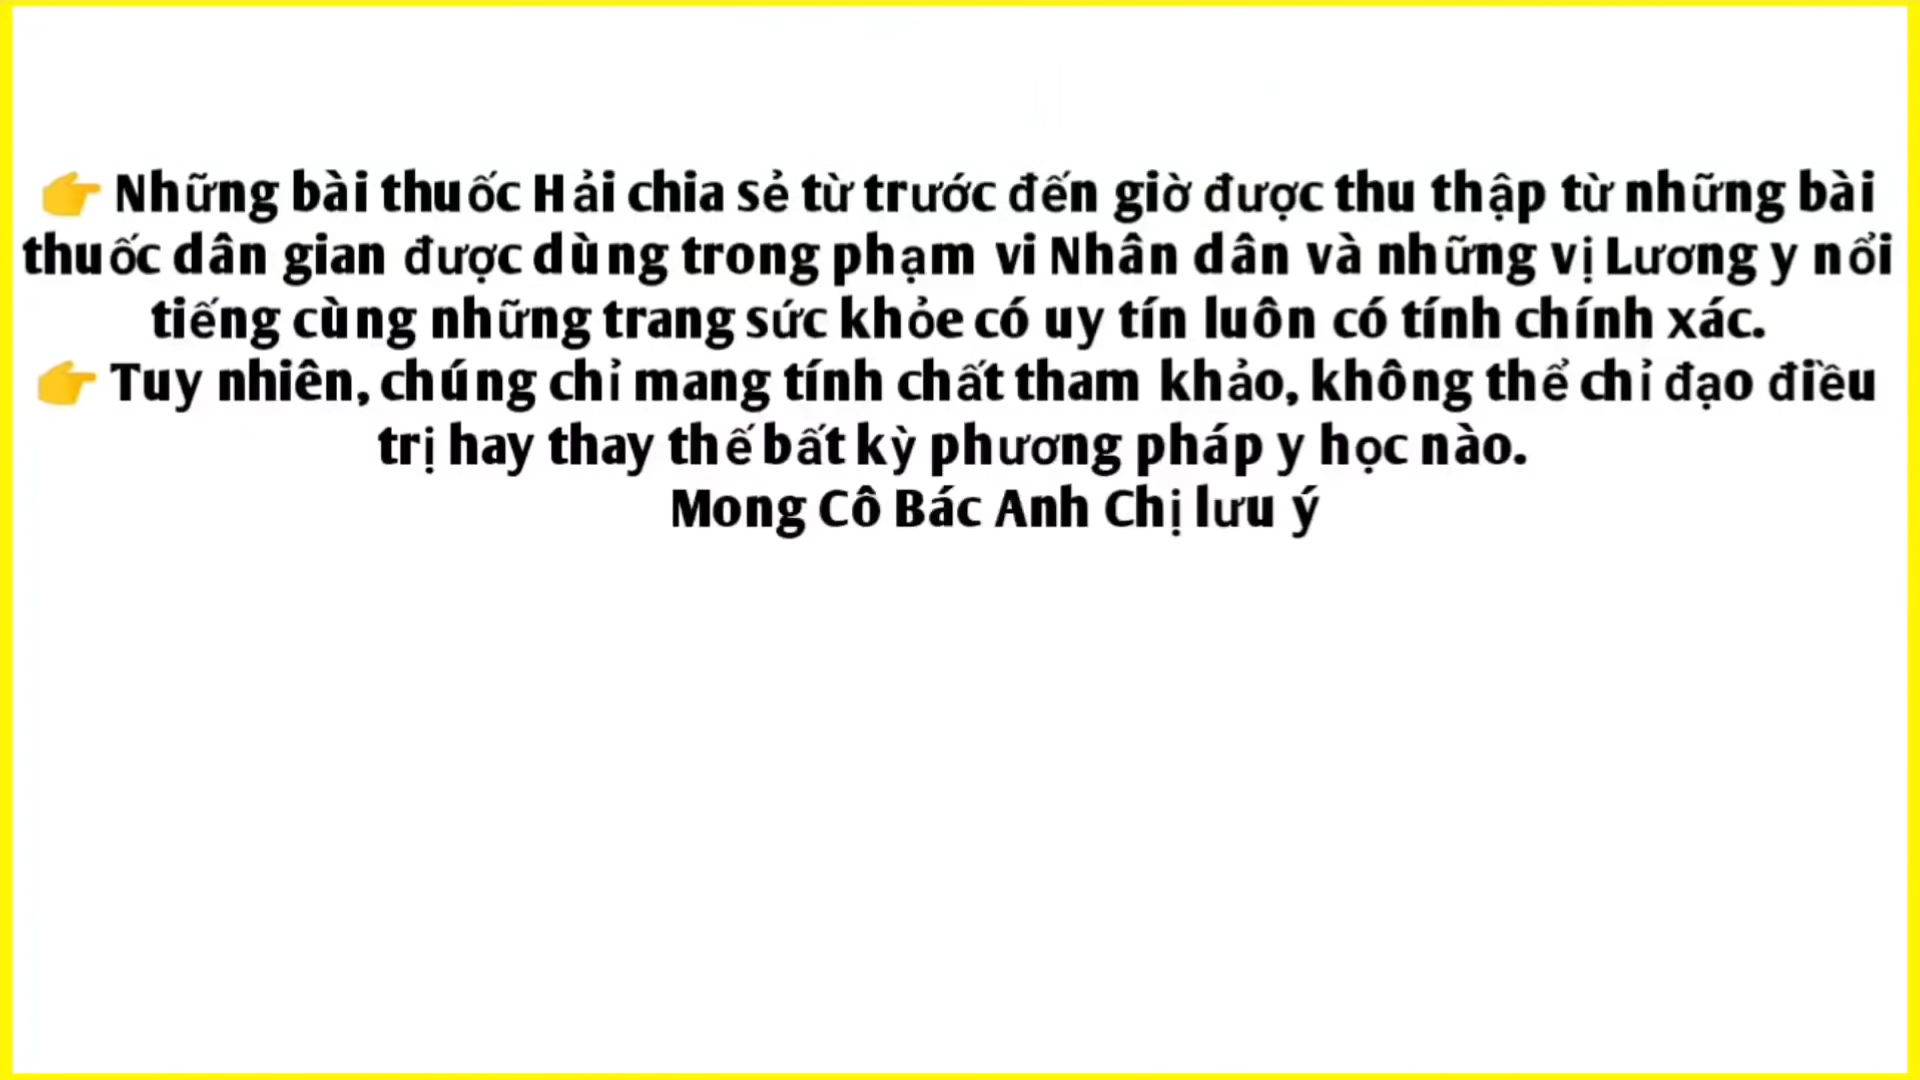 👉 Những bài thuốc Hải chia sẻ từ trước đến giờ được thu thập từ những bài
thuốc dân gian được dùng trong phạm vi Nhân dân và những vị Lương y nổi
tiếng cùng những trang sức khỏe có uy tín luôn có tính chính xác.
👉 Tuy nhiên, chúng chỉ mang tính chất tham khảo, không thể chỉ đạo điều
trị hay thay thế bất kỳ phương pháp y học nào.
Mong Cô Bác Anh Chị lưu ý